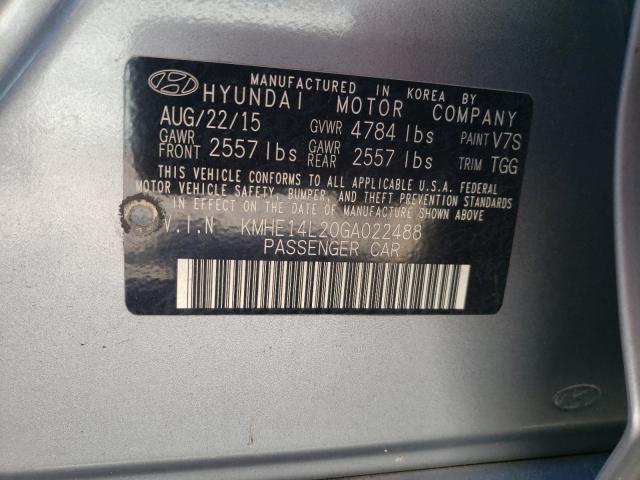 MANUFACTURED IN KOREA BY
HYUNDAI MOTOR COMPANY
AUG/22/15 GVWR 4784 lbs PAINT V7S
GAWR FRONT 2557 lbs GAWR REAR 2557 lbs TRIM TGG
THIS VEHICLE CONFORMS TO ALL APPLICABLE U.S.A. FEDERAL
MOTOR VEHICLE SAFETY, BUMPER, AND THEFT PREVENTION STANDARDS
IN EFFECT ON THE DATE OF MANUFACTURE SHOWN ABOVE.
V.I.N KMHE14L20GA022488
PASSENGER CAR